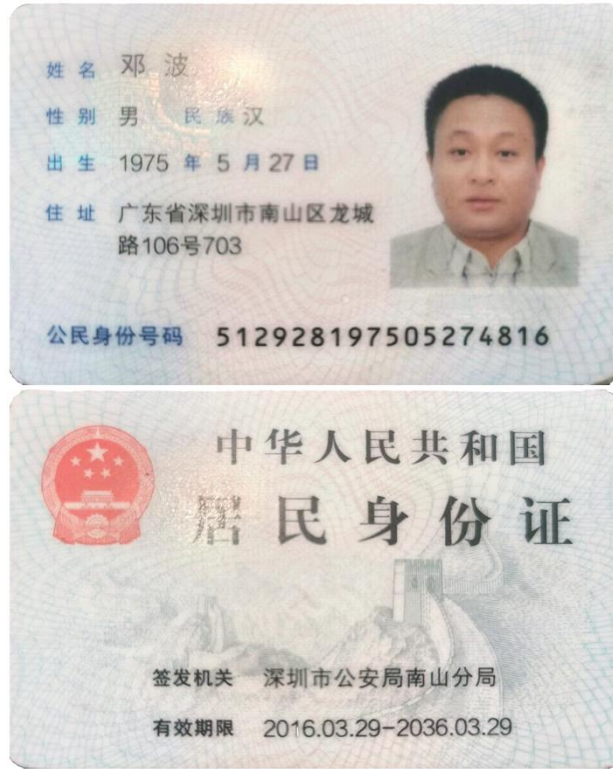 姓名 邓波
性别 男 民族 汉
出生 1975 年 5 月 27 日
住址 广东省深圳市南山区龙城
路106号703
公民身份号码 512928197505274816
中华人民共和国
居民身份证
签发机关 深圳市公安局南山分局
有效期限 2016.03.29-2036.03.29